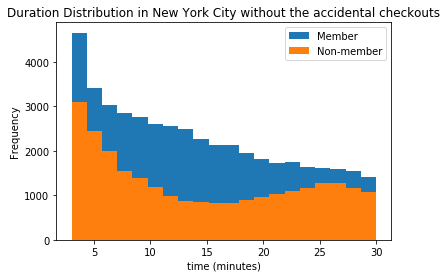 Duration Distribution in New York City without the accidental checkouts
Member
Non-member
4000
3000
2000
1000
0
Frequency
5
10
15
20
25
30
time (minutes)